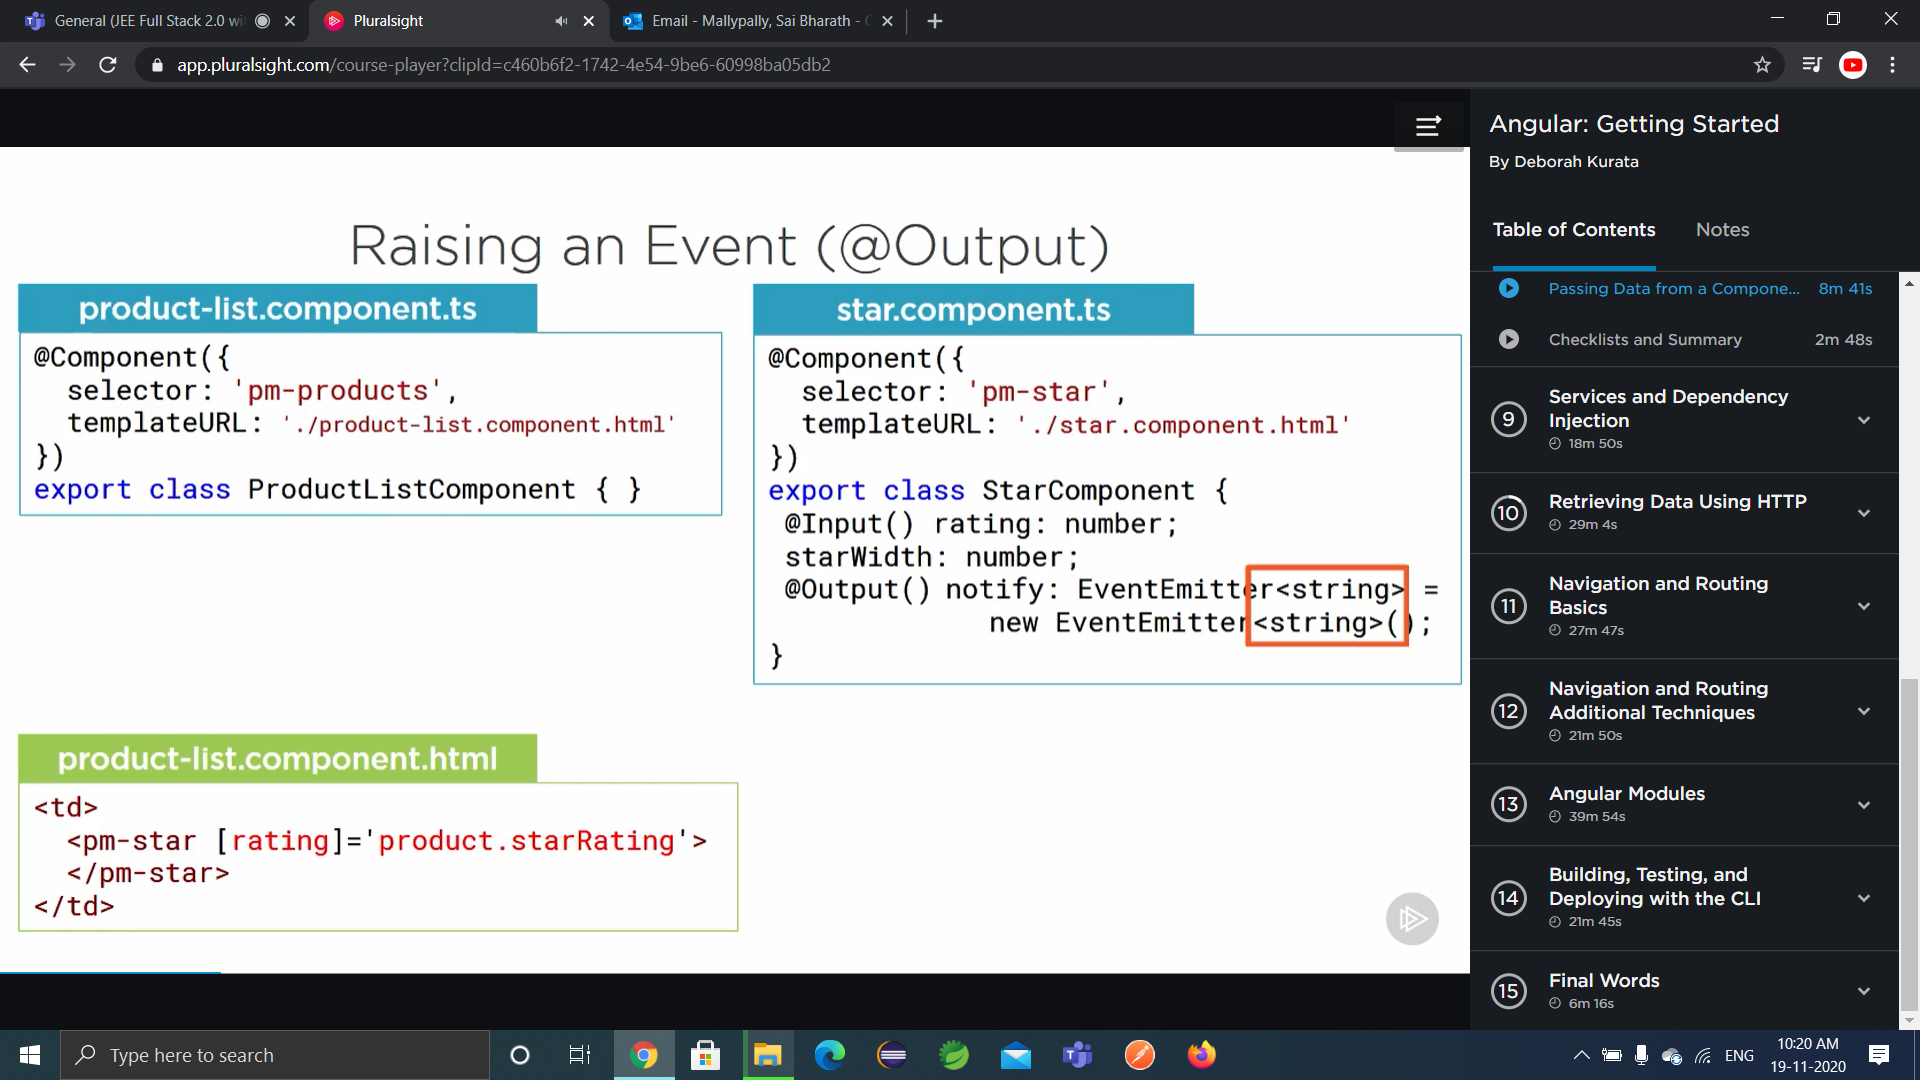 General (JEE Full Stack 2.0 wit
Pluralsight
Email - Mallypally, Sai Bharath -
app.pluralsight.com/course-player?clipId=c460b6f2-1742-4e54-9be6-60998ba05db2
Raising an Event (@Output)
product-list.component.ts
@Component({
selector: 'pm-products',
templateURL: './product-list.component.html'
})
export class ProductListComponent { }
star.component.ts
@Component({
selector: 'pm-star',
templateURL: './star.component.html'
})
export class StarComponent {
@Input() rating: number;
starWidth: number;
@Output() notify: EventEmitter<string> =
new EventEmitter<string>();
}
product-list.component.html
<td>
<pm-star [rating]='product.starRating'>
</pm-star>
</td>
Angular: Getting Started
By Deborah Kurata
Table of Contents Notes
Passing Data from a Compone... 8m 41s
Checklists and Summary 2m 48s
9 Services and Dependency
Injection
18m 50s
10 Retrieving Data Using HTTP
29m 4s
11 Navigation and Routing
Basics
27m 47s
12 Navigation and Routing
Additional Techniques
21m 50s
13 Angular Modules
39m 54s
14 Building, Testing, and
Deploying with the CLI
21m 45s
15 Final Words
6m 16s
Type here to search
ENG
10:20 AM
19-11-2020